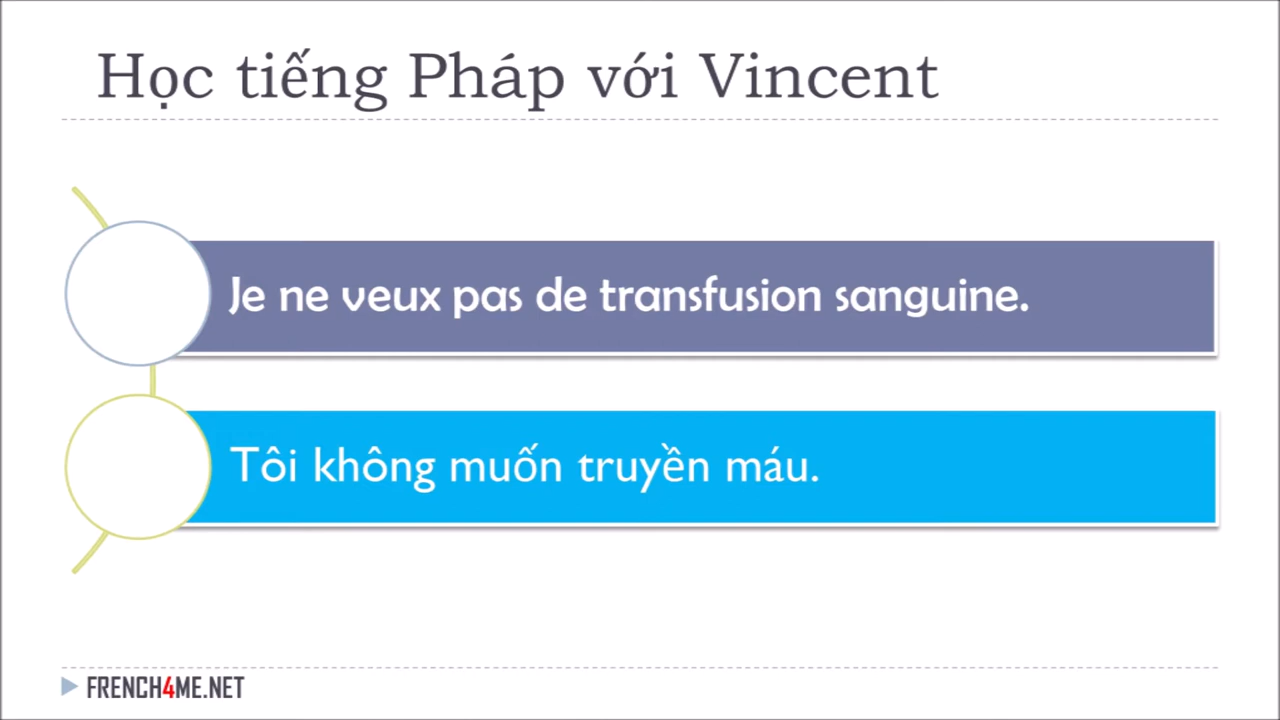 Học tiếng Pháp với Vincent
Je ne veux pas de transfusion sanguine.
Tôi không muốn truyền máu.
FRENCH4ME.NET